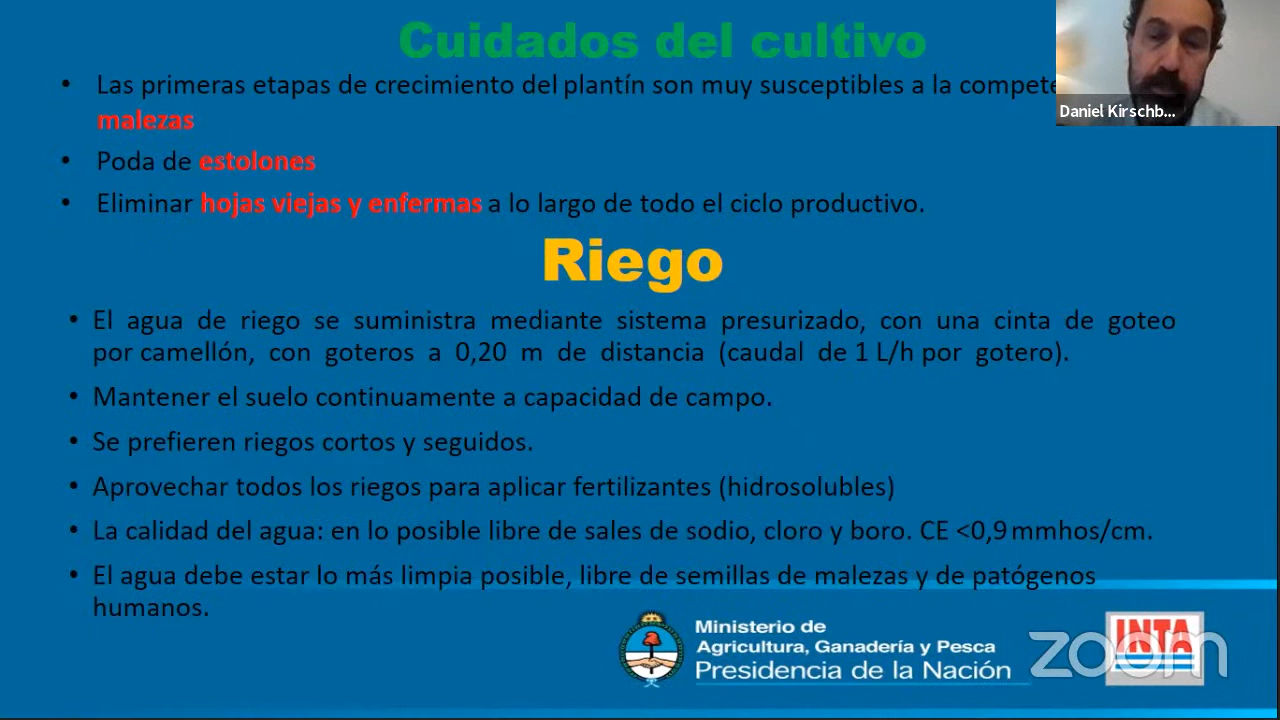 Cuidados del cultivo
• Las primeras etapas de crecimiento del plantín son muy susceptibles a la
malezas
• Poda de estolones
• Eliminar hojas viejas y enfermas a lo largo de todo el ciclo productivo.
Daniel Kirschb...
Riego
• El agua de riego se suministra mediante sistema presurizado, con una cinta de goteo
por camellón, con goteros a 0,20 m de distancia (caudal de 1 L/h por gotero).
• Mantener el suelo continuamente a capacidad de campo.
• Se prefieren riegos cortos y seguidos.
• Aprovechar todos los riegos para aplicar fertilizantes (hidrosolubles)
• La calidad del agua: en lo posible libre de sales de sodio, cloro y boro. CE <0,9 mmhos/cm.
• El agua debe estar lo más limpia posible, libre de semillas de malezas y de patógenos
humanos.
Ministerio de
Agricultura, Ganadería y Pesca
Presidencia de la Nación
INTA
zoom